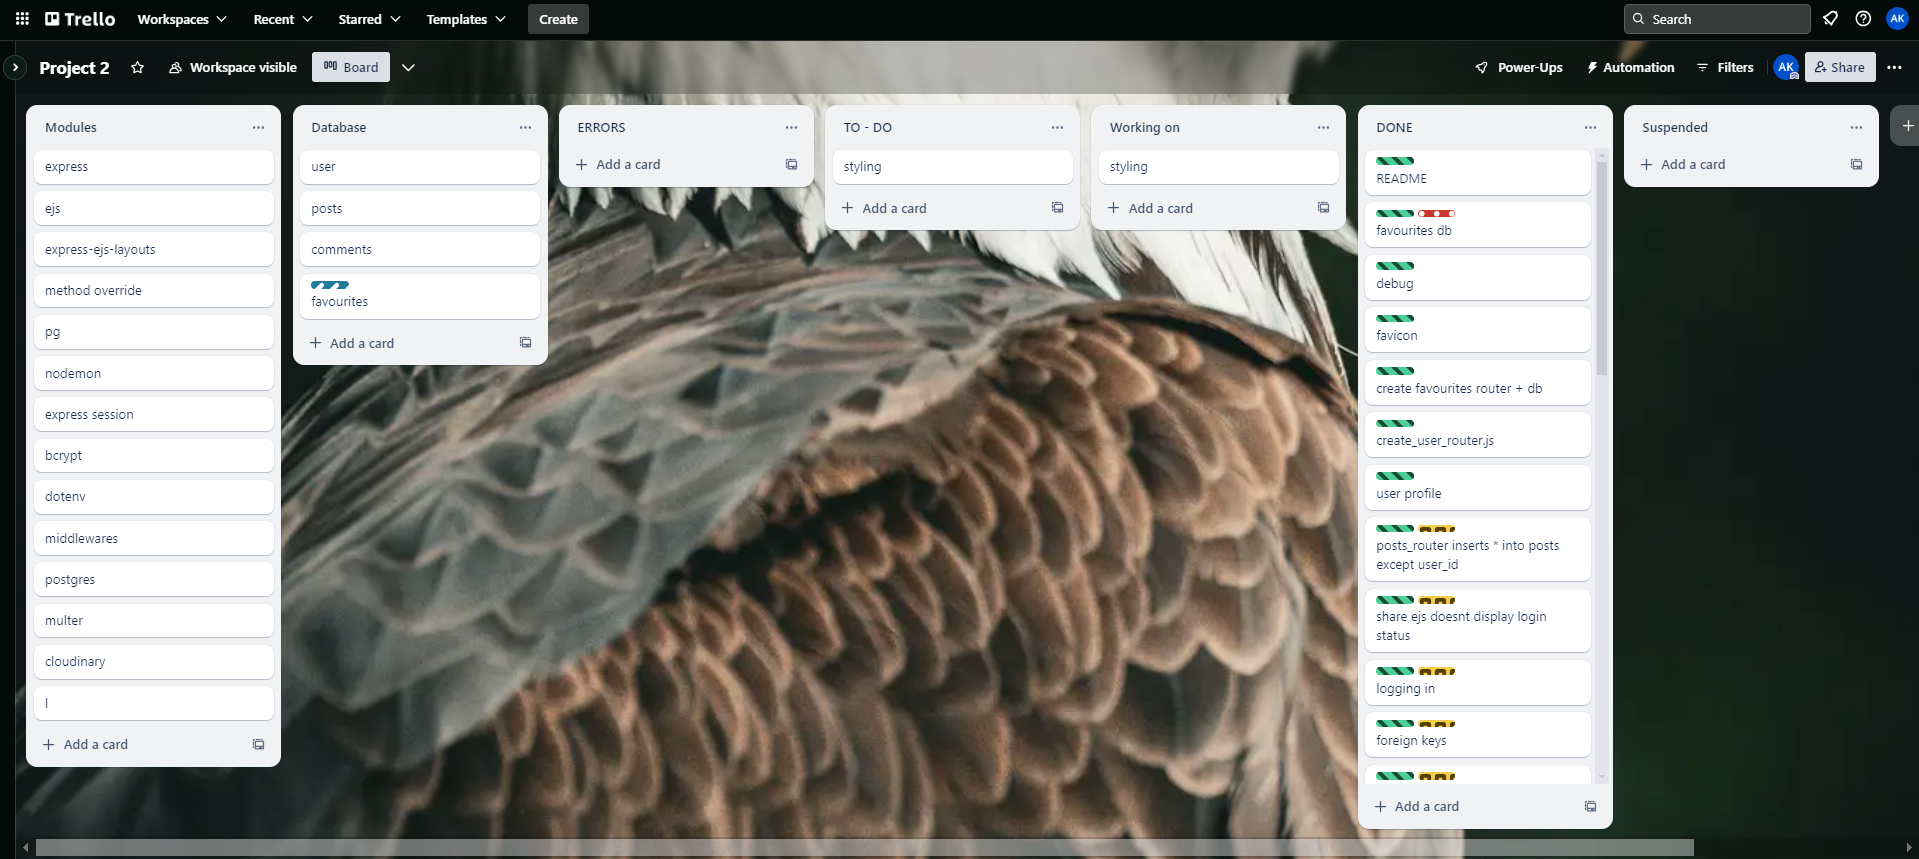 Trello
Workspaces
Recent
Starred
Templates
Create
Search
AK
Project 2
Workspace visible
Board
Power-Ups
Automation
Filters
AK
Share
Modules
express
ejs
express-ejs-layouts
method override
pg
nodemon
express session
bcrypt
dotenv
middlewares
postgres
multer
cloudinary
l
Add a card
Database
user
posts
comments
favourites
Add a card
ERRORS
Add a card
TO - DO
styling
Add a card
Working on
styling
Add a card
DONE
README
favourites db
debug
favicon
create favourites router + db
create_user_router.js
user profile
posts_router inserts * into posts
except user_id
share ejs doesnt display login
status
logging in
foreign keys
Add a card
Suspended
Add a card